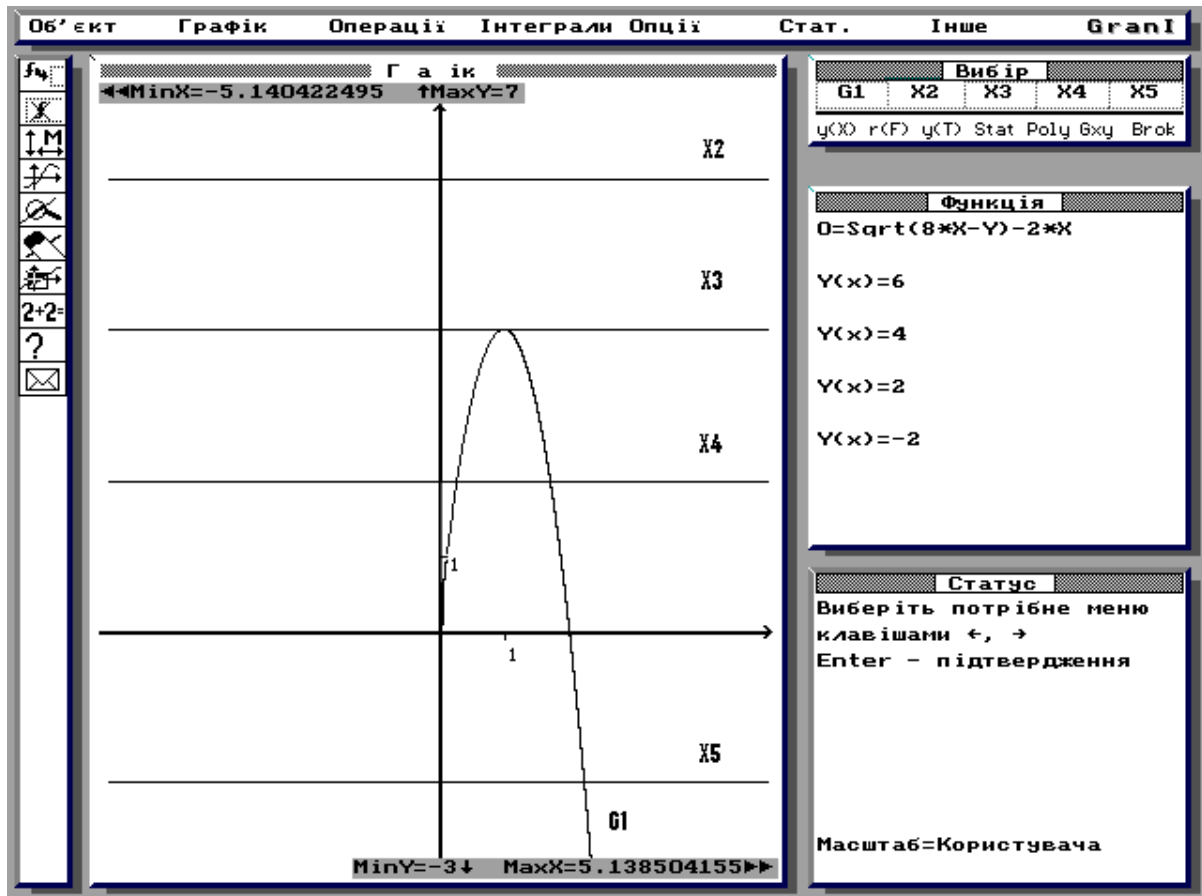 Об'єкт Графік Операції Інтеграли Опції Стат. Інше GranI
Г а ік
◄◄MinX=-5.140422495 ↑MaxY=7
X2
X3
X4
1
1
X5
G1
MinY=-3↓ MaxX=5.138504155►►
M
2+2=
?
Вибір
G1 X2 X3 X4 X5
y(X) r(F) y(T) Stat Poly Gxy Brok
Функція
0=Sqrt(8*X-Y)-2*X
Y(x)=6
Y(x)=4
Y(x)=2
Y(x)=-2
Статус
Виберіть потрібне меню
клавішами ←, →
Enter - підтвердження
Масштаб=Користувача